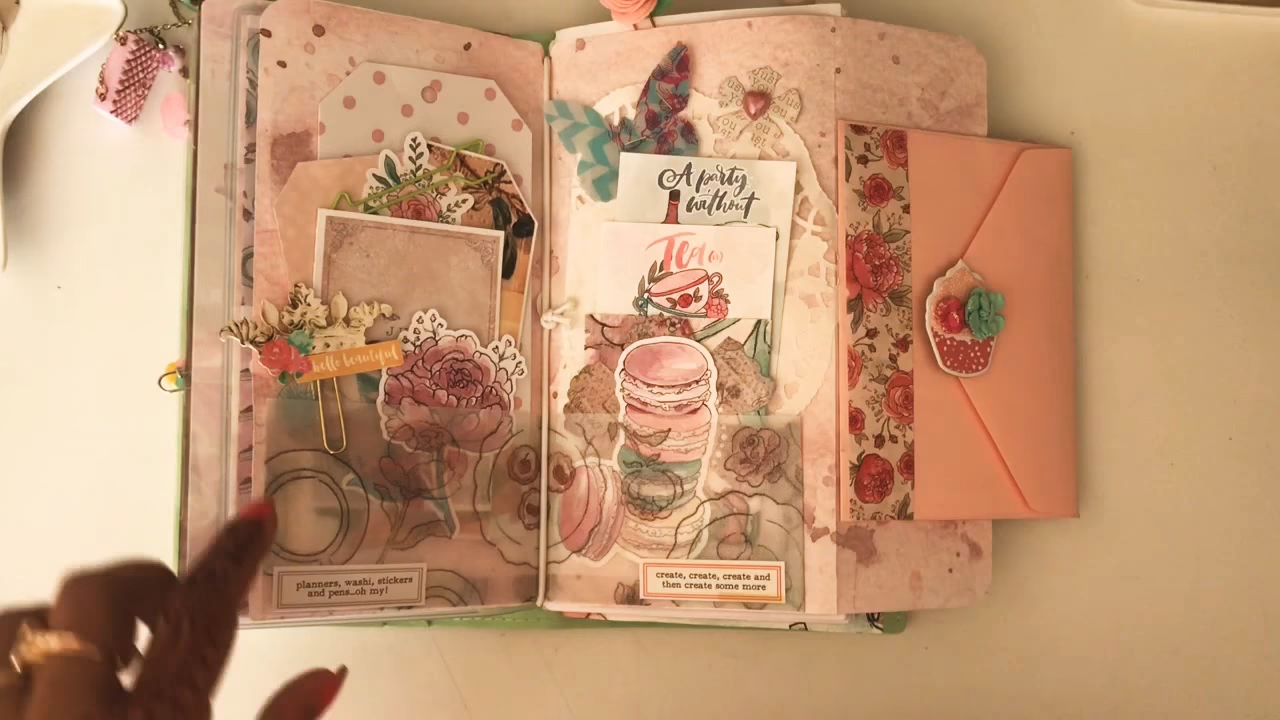 hello beautiful
planners, washi, stickers
and pens...oh my!
A party
without
Tea (is)
create, create, create and
then create some more